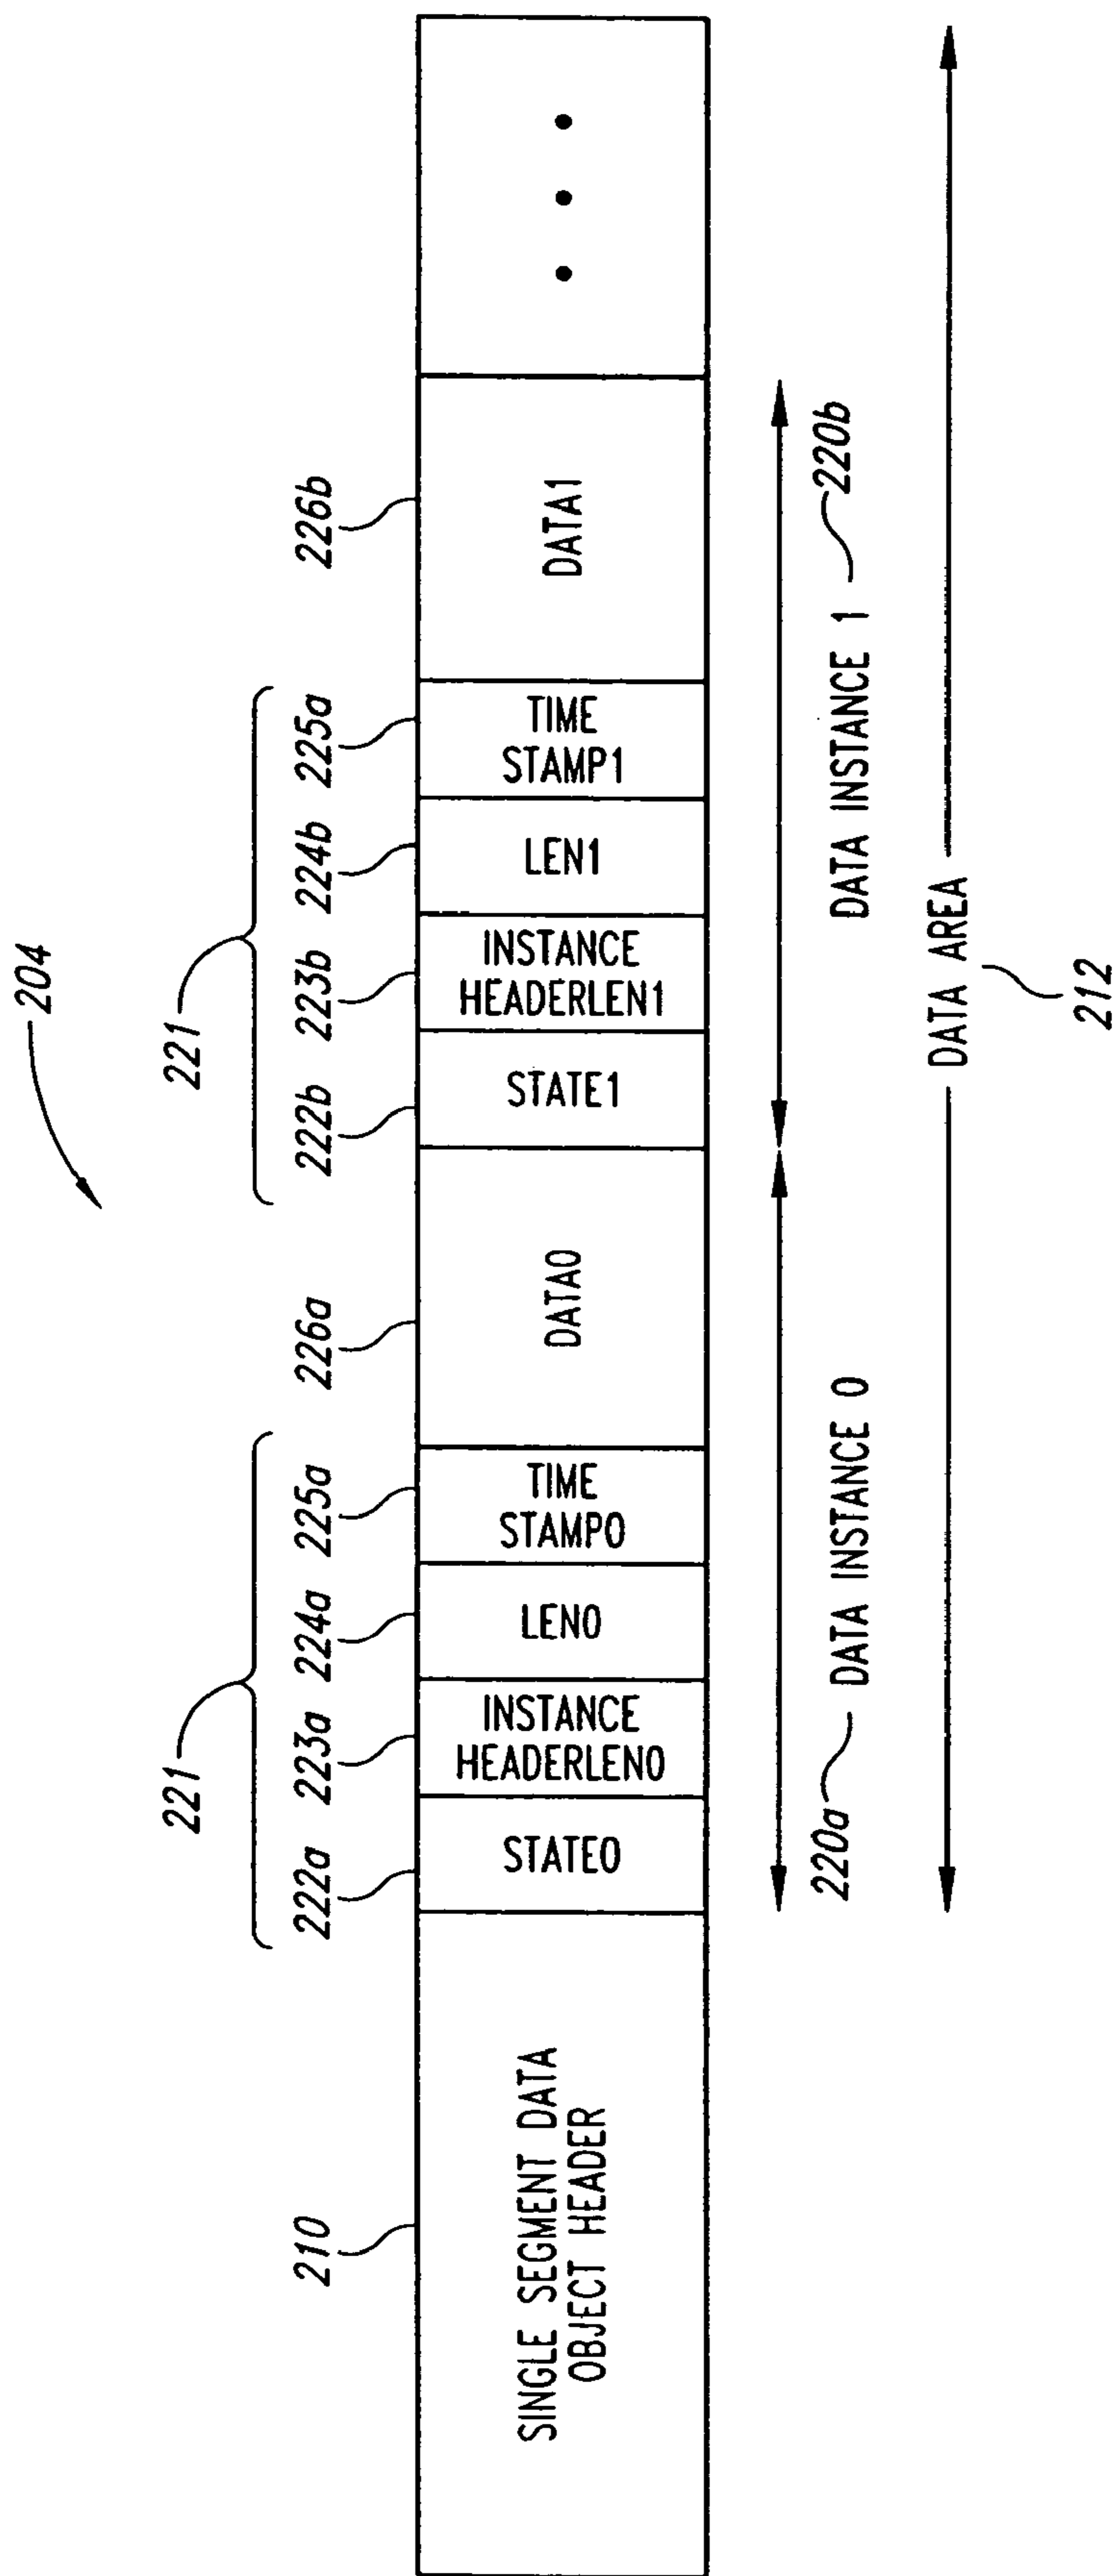 204
221
221
210
222a
223a
224a
225a
226a
222b
223b
224b
225a
226b
SINGLE SEGMENT DATA
OBJECT HEADER
STATE0
INSTANCE
HEADERLEN0
LEN0
TIME
STAMP0
DATA0
STATE1
INSTANCE
HEADERLEN1
LEN1
TIME
STAMP1
DATA1
• • •
220a DATA INSTANCE 0
DATA INSTANCE 1 220b
DATA AREA
212